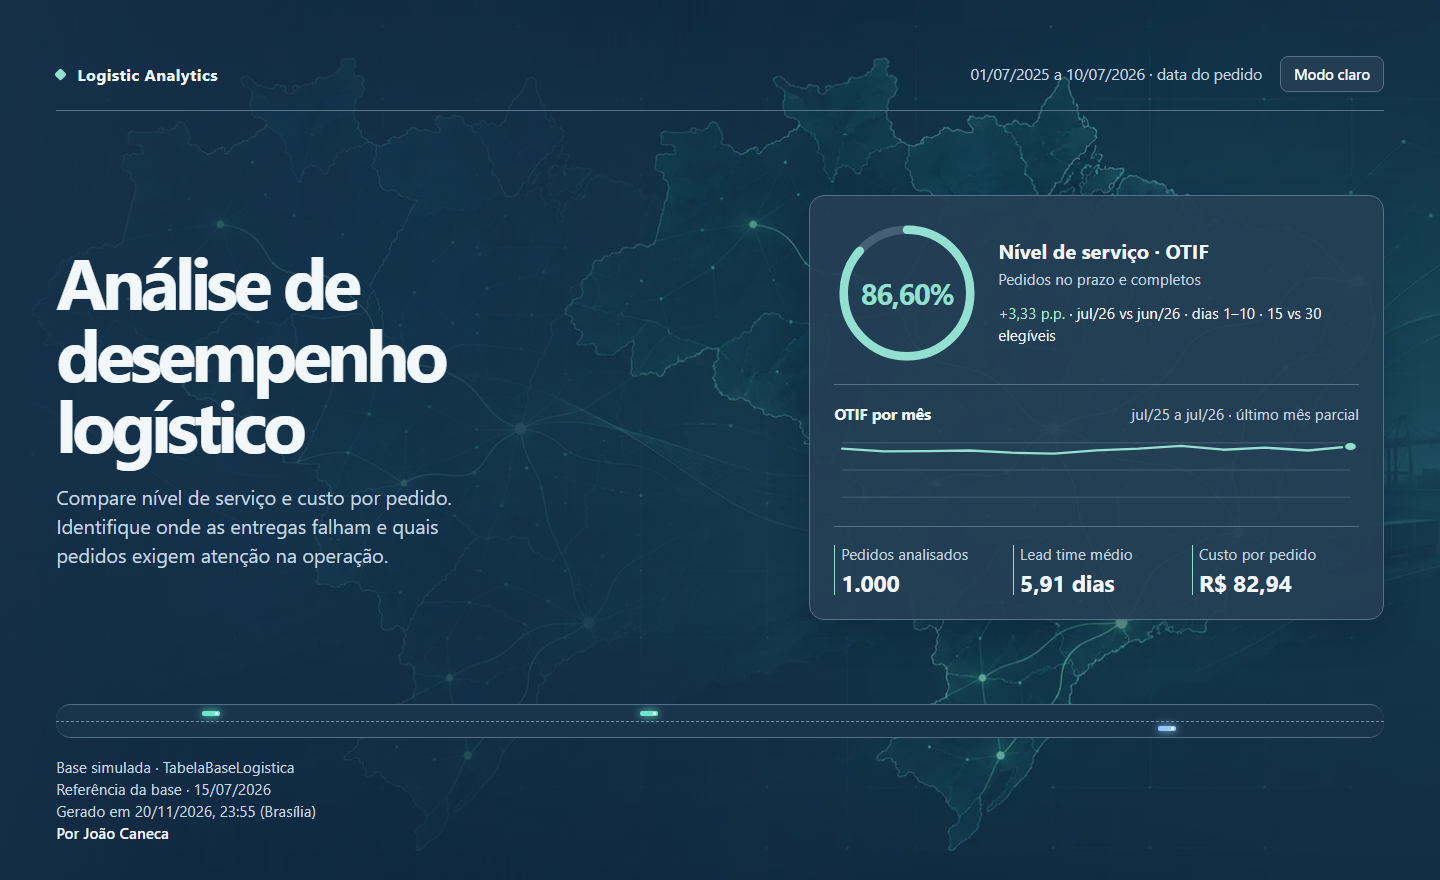 Logistic Analytics
01/07/2025 a 10/07/2026 · data do pedido
Modo claro
Análise de
desempenho
logístico
Compare nível de serviço e custo por pedido.
Identifique onde as entregas falham e quais
pedidos exigem atenção na operação.
86,60%
Nível de serviço · OTIF
Pedidos no prazo e completos
+3,33 p.p. · jul/26 vs jun/26 · dias 1–10 · 15 vs 30
elegíveis
OTIF por mês
jul/25 a jul/26 · último mês parcial
Pedidos analisados
1.000
Lead time médio
5,91 dias
Custo por pedido
R$ 82,94
Base simulada · TabelaBaseLogistica
Referência da base · 15/07/2026
Gerado em 20/11/2026, 23:55 (Brasília)
Por João Caneca